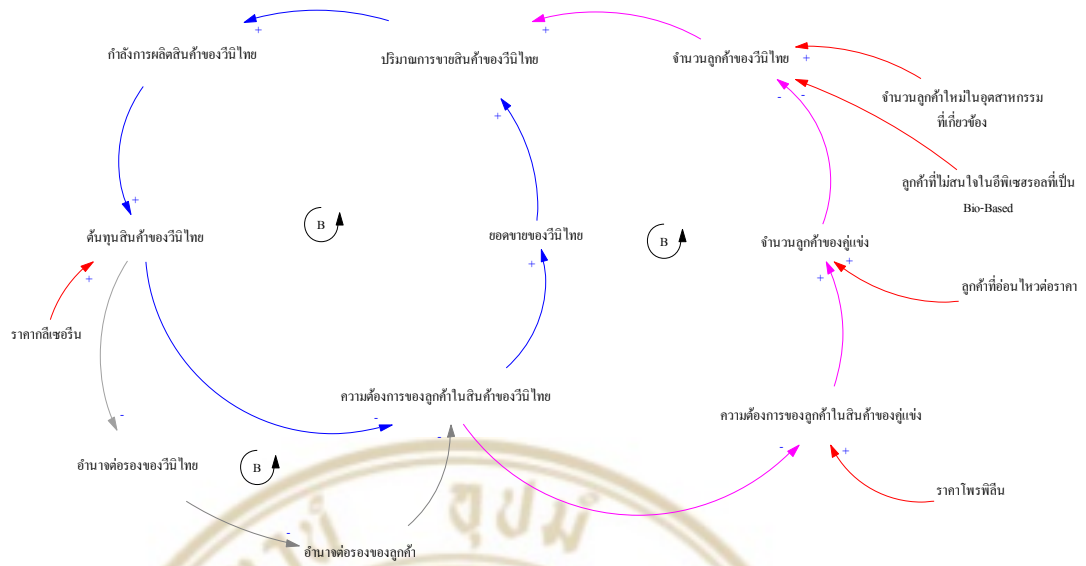 กำลังการผลิตสินค้าของวีนิไทย
ปริมาณการขายสินค้าของวีนิไทย
จำนวนลูกค้าของวีนิไทย
จำนวนลูกค้าใหม่ในอุตสาหกรรม
ที่เกี่ยวข้อง
ลูกค้าที่ไม่สนใจในอีพิเซฮรอลที่เป็น
Bio-Based
ต้นทุนสินค้าของวีนิไทย
B
ยอดขายของวีนิไทย
B
จำนวนลูกค้าของคู่แข่ง
ลูกค้าที่อ่อนไหวต่อราคา
ราคากลีเซอรีน
ความต้องการของลูกค้าในสินค้าของวีนิไทย
ความต้องการของลูกค้าในสินค้าของคู่แข่ง
อำนาจต่อรองของวีนิไทย
B
ราคาโพรพิลีน
อำนาจต่อรองของลูกค้า